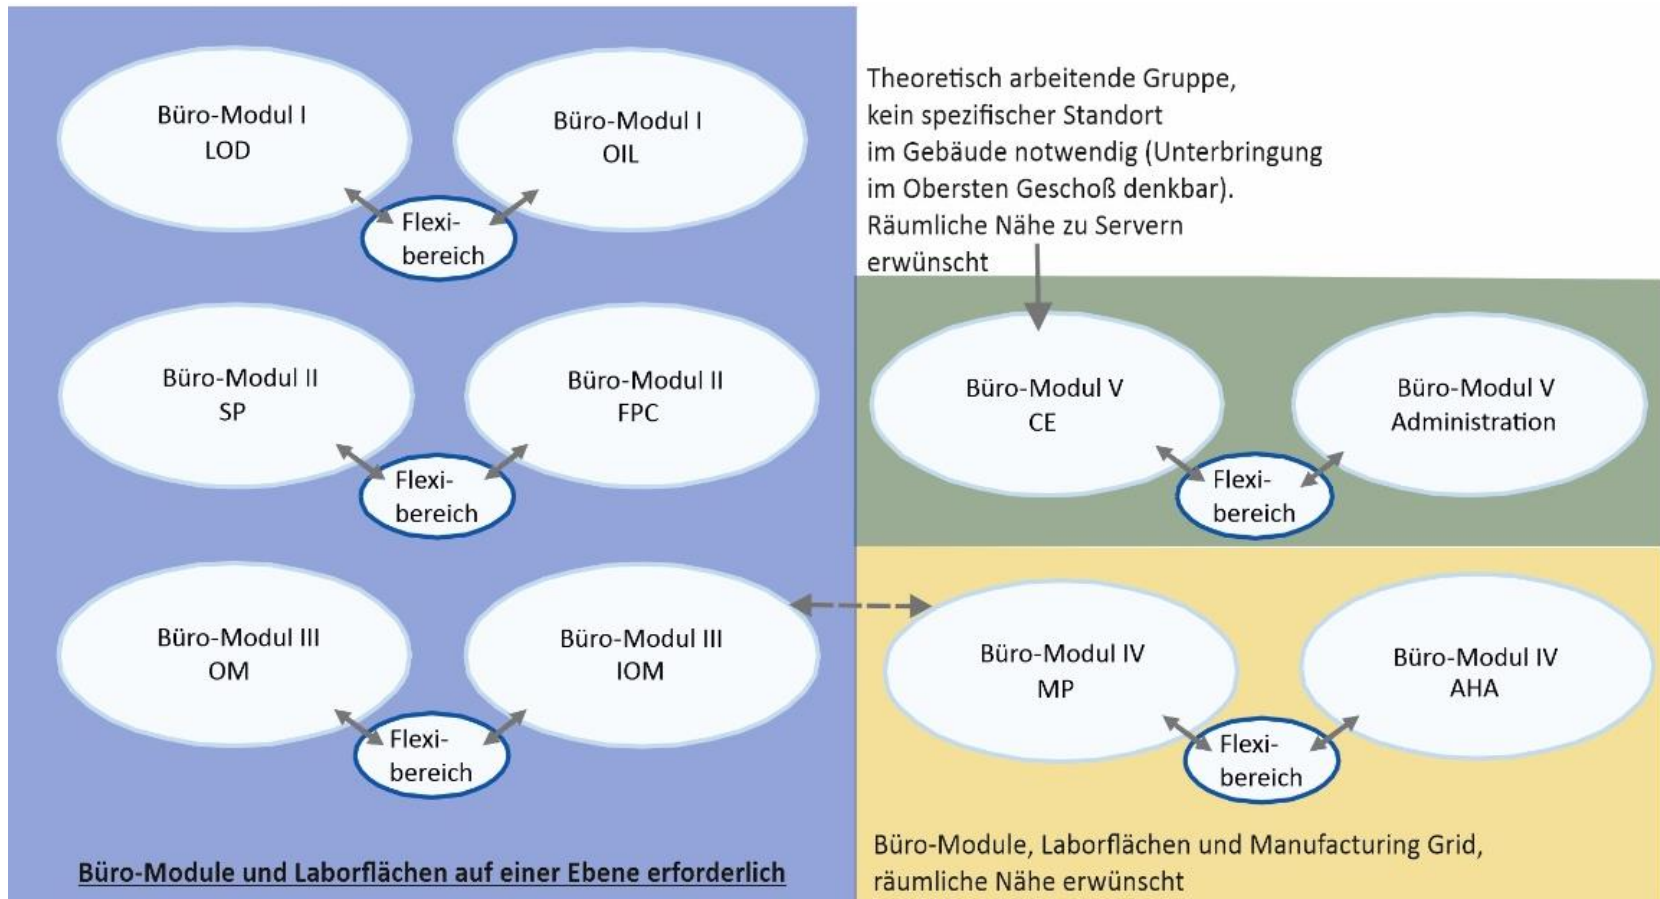 Büro-Modul I
LOD
Büro-Modul I
OIL
Flexi-
bereich
Theoretisch arbeitende Gruppe,
kein spezifischer Standort
im Gebäude notwendig (Unterbringung
im Obersten Geschoß denkbar).
Räumliche Nähe zu Servern
erwünscht
Büro-Modul II
SP
Büro-Modul II
FPC
Flexi-
bereich
Büro-Modul V
CE
Büro-Modul V
Administration
Flexi-
bereich
Büro-Modul III
OM
Büro-Modul III
IOM
Flexi-
bereich
Büro-Modul IV
MP
Büro-Modul IV
AHA
Flexi-
bereich
Büro-Module und Laborflächen auf einer Ebene erforderlich
Büro-Module, Laborflächen und Manufacturing Grid,
räumliche Nähe erwünscht